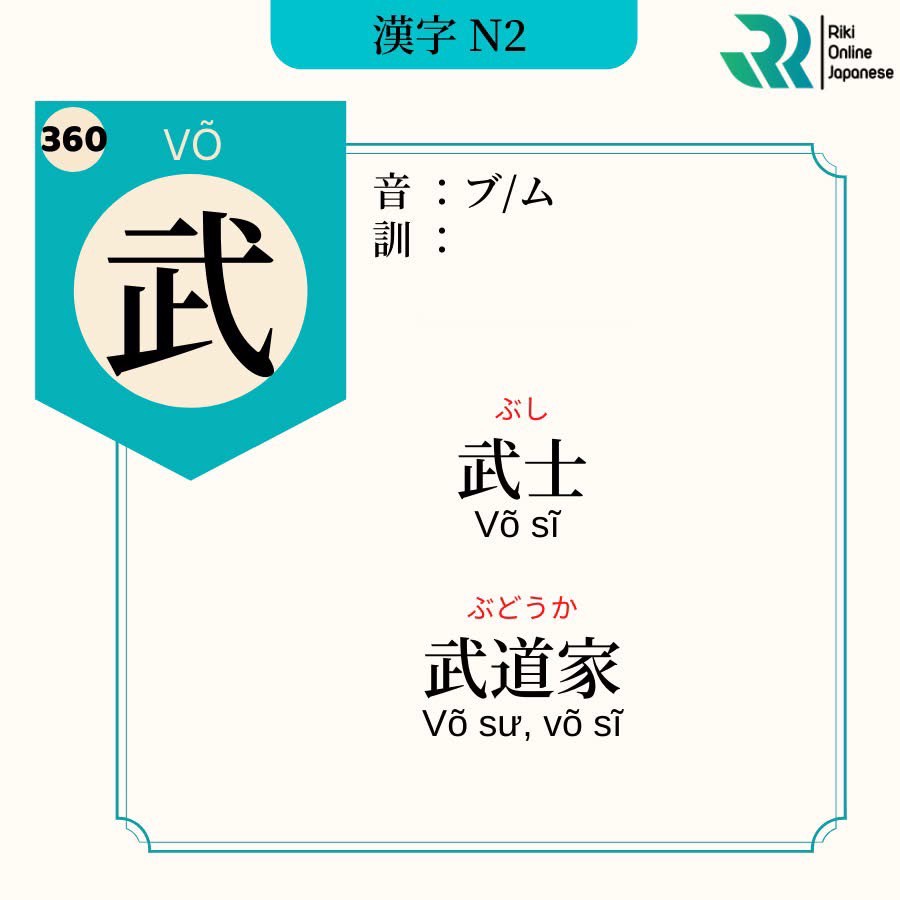 漢字 N2
Riki
Online
Japanese
360
VÕ
武
音 ：ブ/ム
訓 ：
ぶし
武士
Võ sĩ
ぶどうか
武道家
Võ sư, võ sĩ